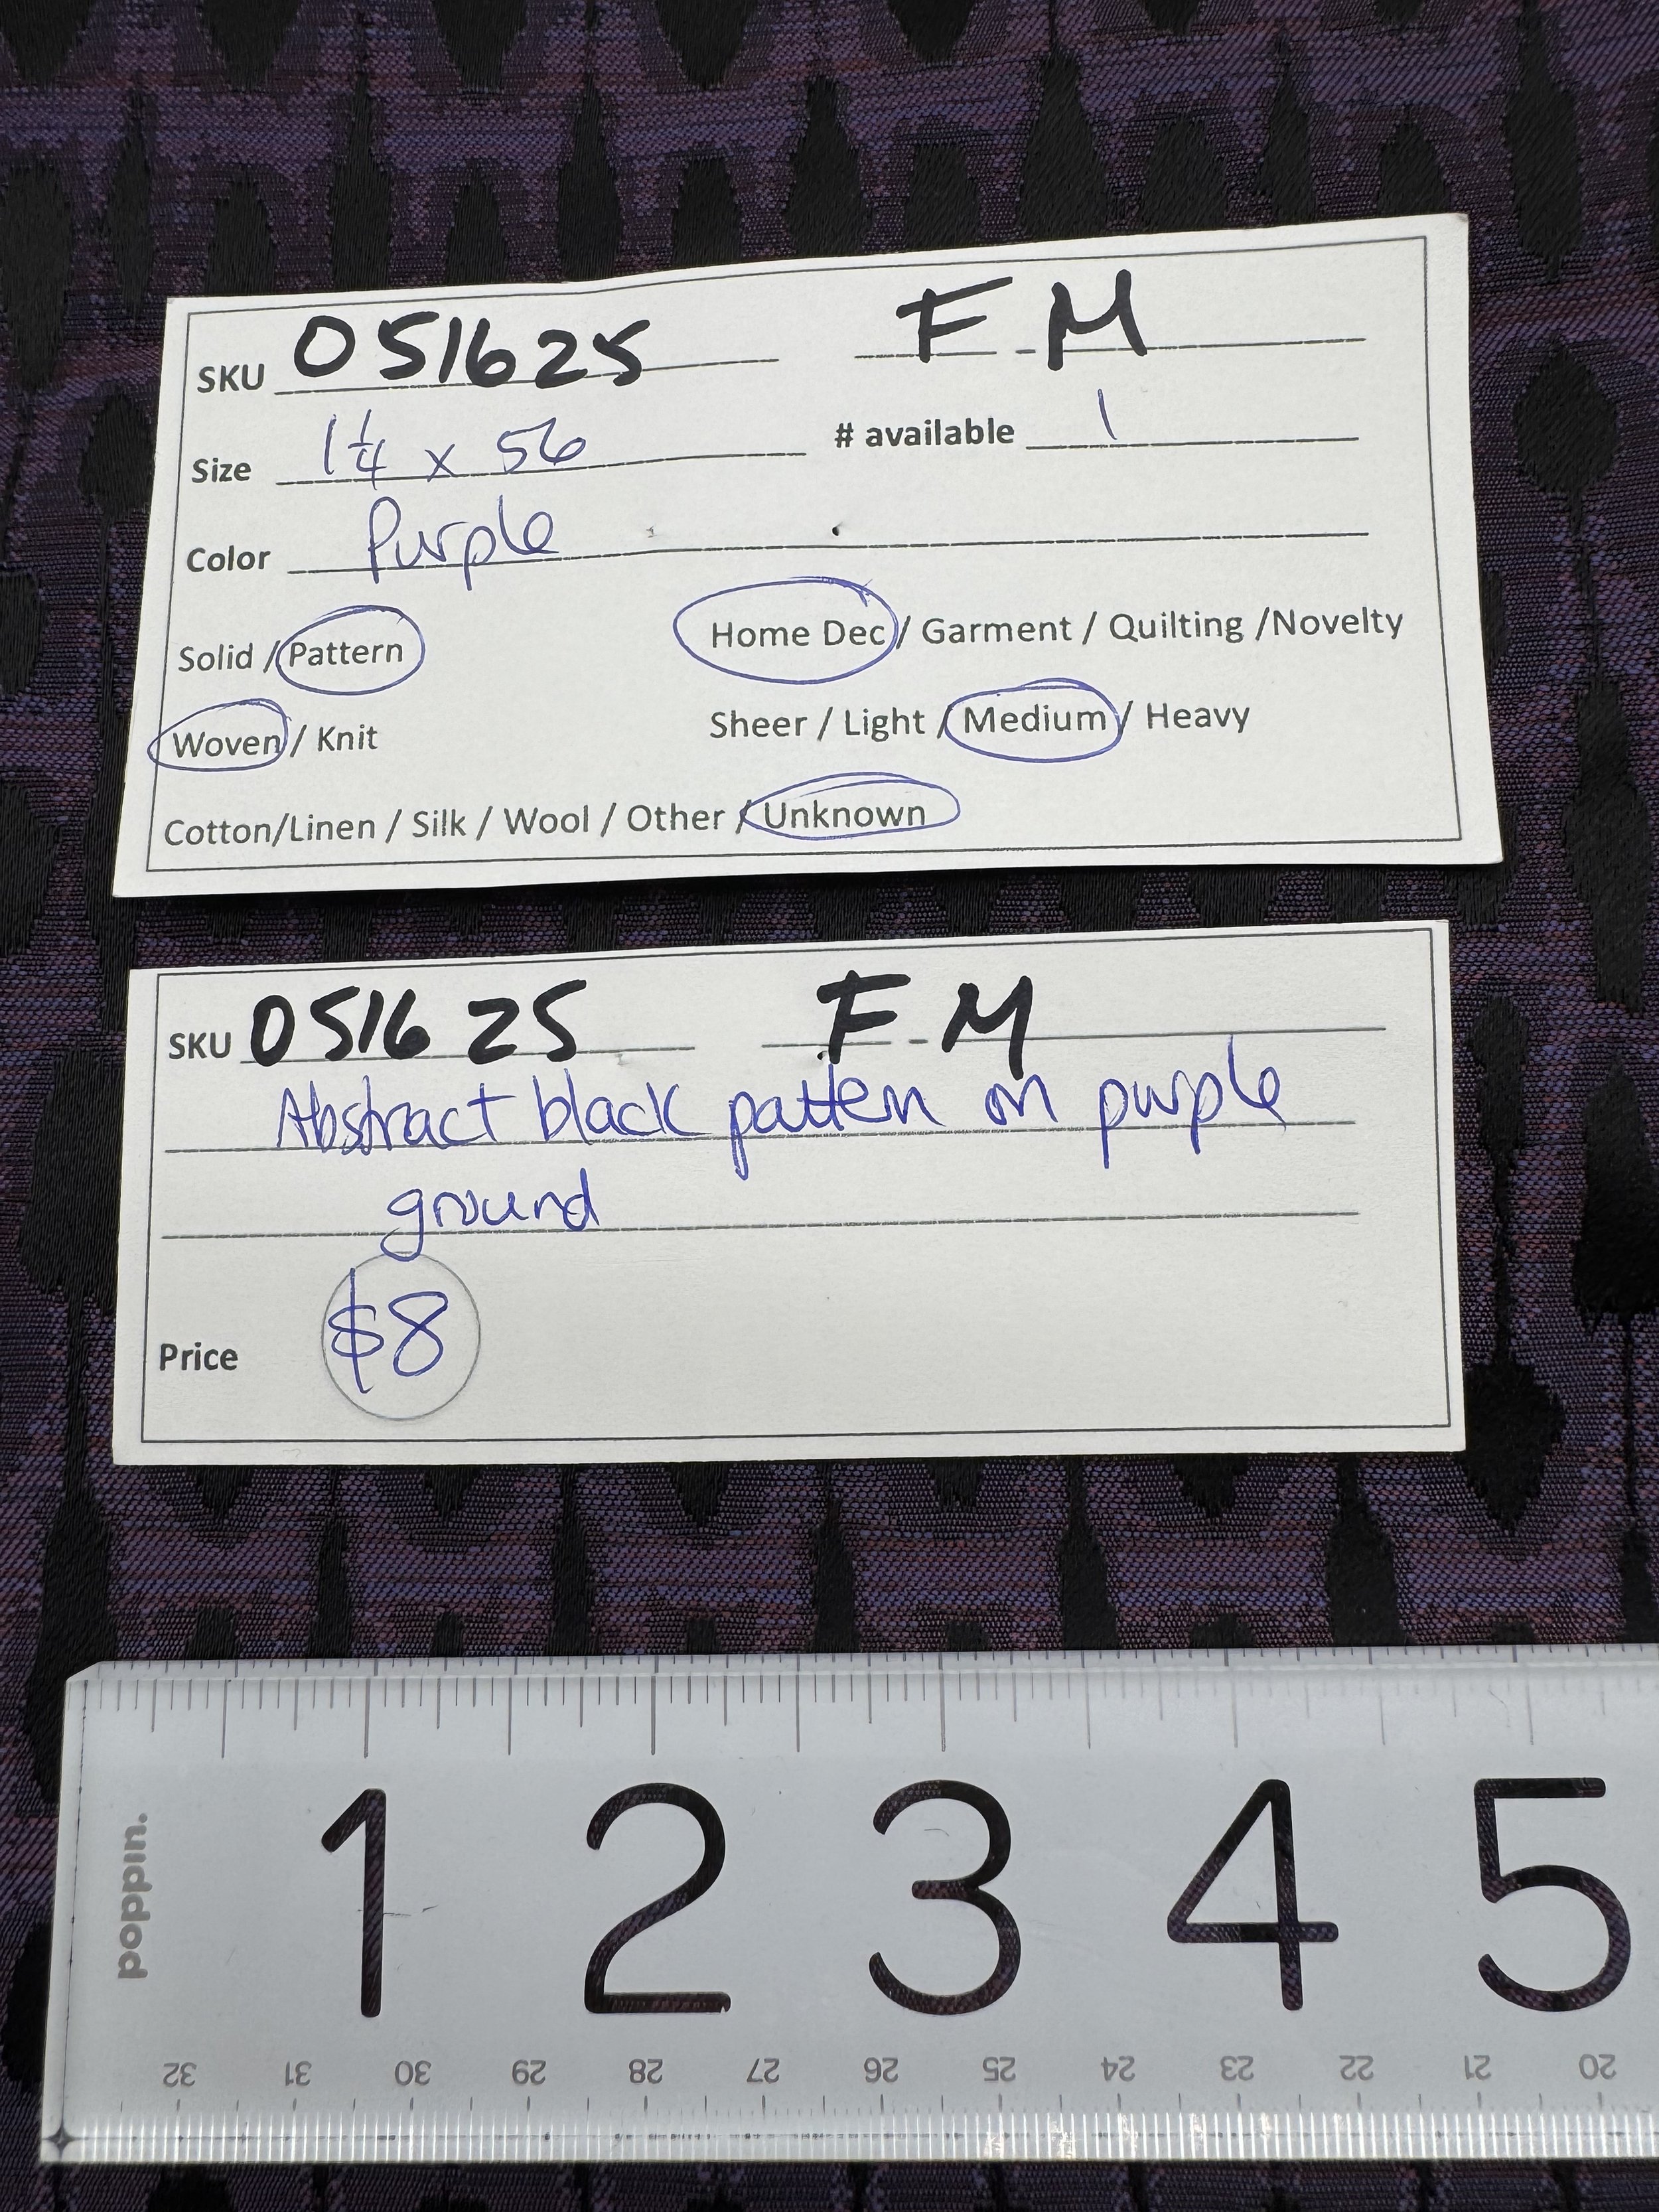 SKU 051625 F-M
Size 1 1/4 x 56 # available 1
Color Purple
Solid / Pattern Home Dec / Garment / Quilting /Novelty
Woven / Knit Sheer / Light / Medium / Heavy
Cotton/Linen / Silk / Wool / Other / Unknown
SKU 051625 F-M
Abstract black pattern on purple
ground
Price $8
1 2 3 4 5
poppin.
32 31 30 29 28 27 26 25 24 23 22 21 20